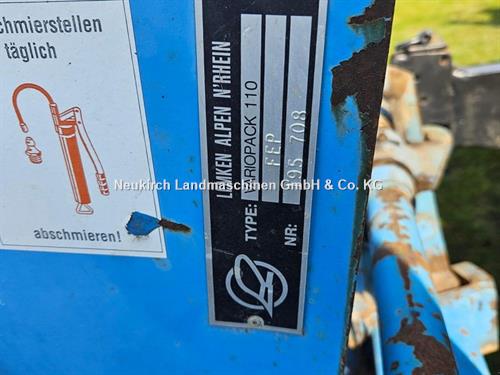 chmierstellen
täglich
abschmieren!
LEMKEN ALPEN N'RHEIN
TYPE: VARIOPACK 110
FEP
NR: 95 708
Neukirch Landmaschinen GmbH & Co. KG